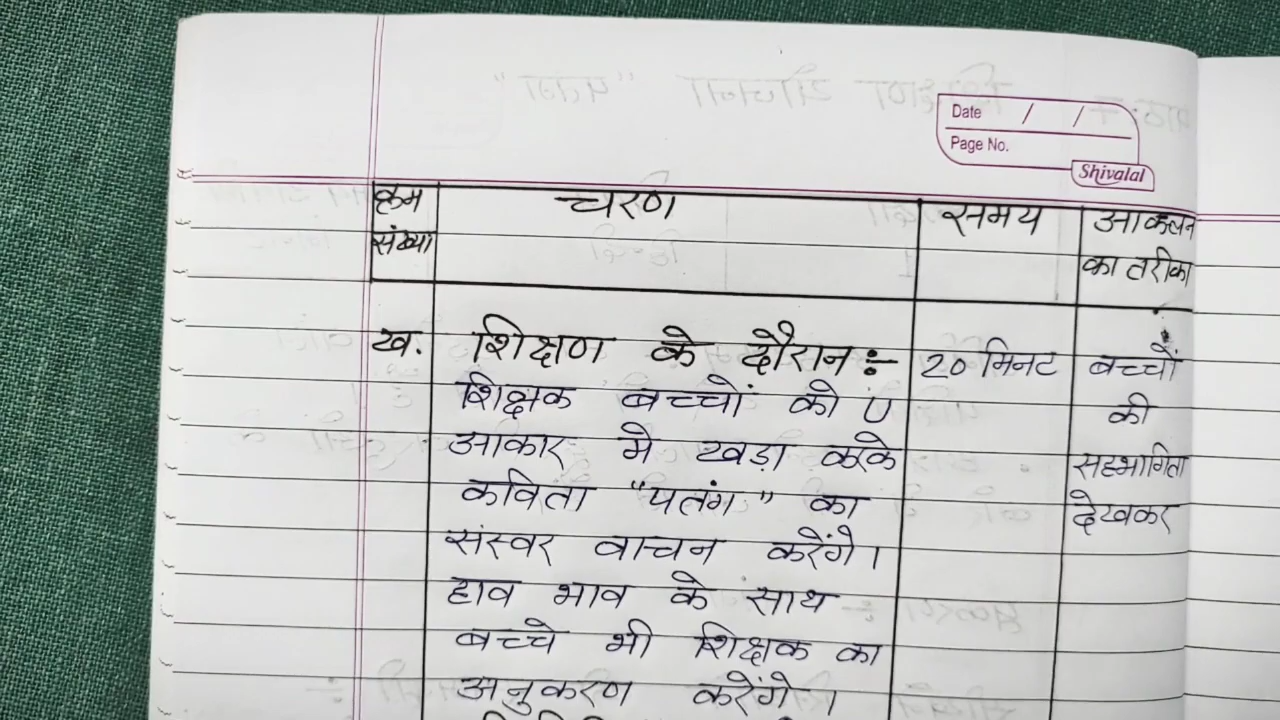 Date / /
Page No.
Shivalal
क्रम संख्या
चरण
समय
आकलन का तरीका
ख.
शिक्षण के दौरान :-
20 मिनट
बच्चों
की
सहभागिता
देखकर
शिक्षक बच्चों को U
आकार मे खड़ा करके
कविता "पतंग" का
संस्वर वाचन करेंगे।
हाव भाव के साथ
बच्चे भी शिक्षक का
अनुकरण करेंगे।